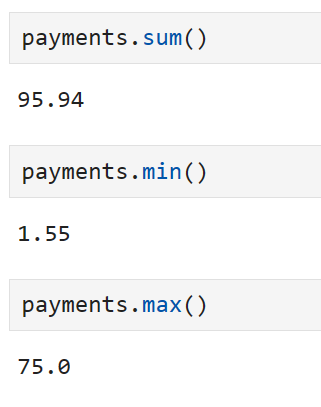 payments.sum()
95.94
payments.min()
1.55
payments.max()
75.0